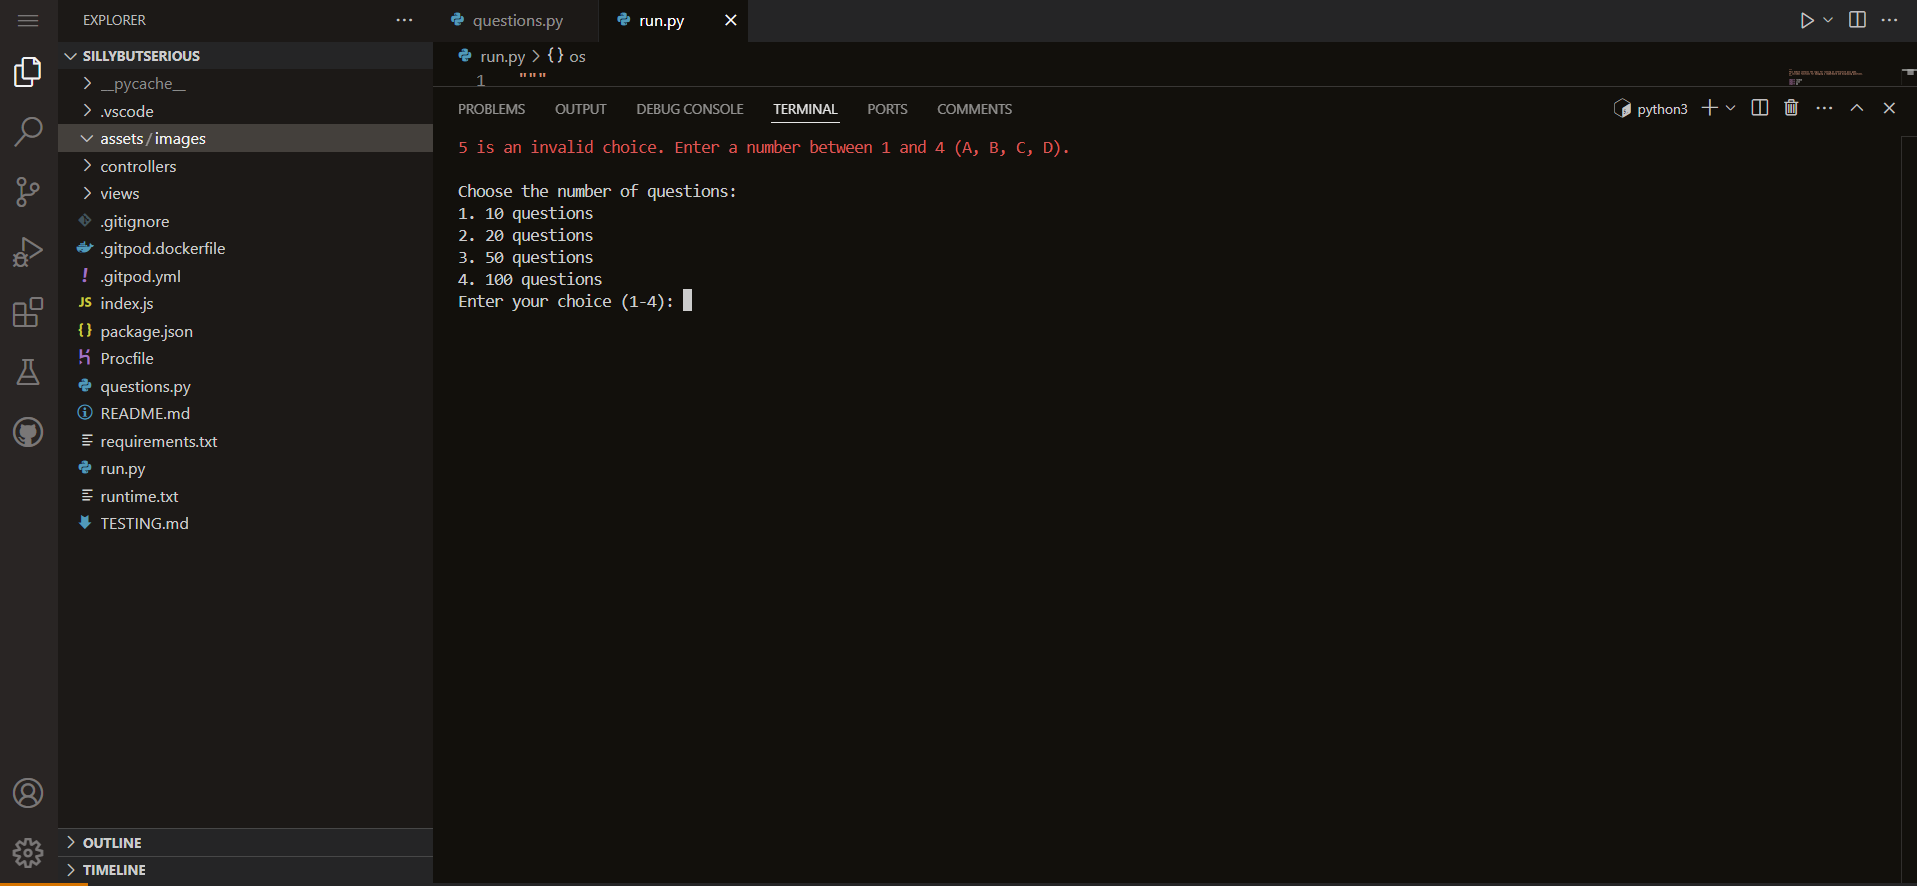 EXPLORER
SILLYBUTSERIOUS
__pycache__
.vscode
assets/images
controllers
views
.gitignore
.gitpod.dockerfile
.gitpod.yml
JS index.js
package.json
Procfile
questions.py
README.md
requirements.txt
run.py
runtime.txt
TESTING.md
OUTLINE
TIMELINE
questions.py
run.py
run.py > {} os
1 """
PROBLEMS OUTPUT DEBUG CONSOLE TERMINAL PORTS COMMENTS
python3
5 is an invalid choice. Enter a number between 1 and 4 (A, B, C, D).
Choose the number of questions:
1. 10 questions
2. 20 questions
3. 50 questions
4. 100 questions
Enter your choice (1-4):